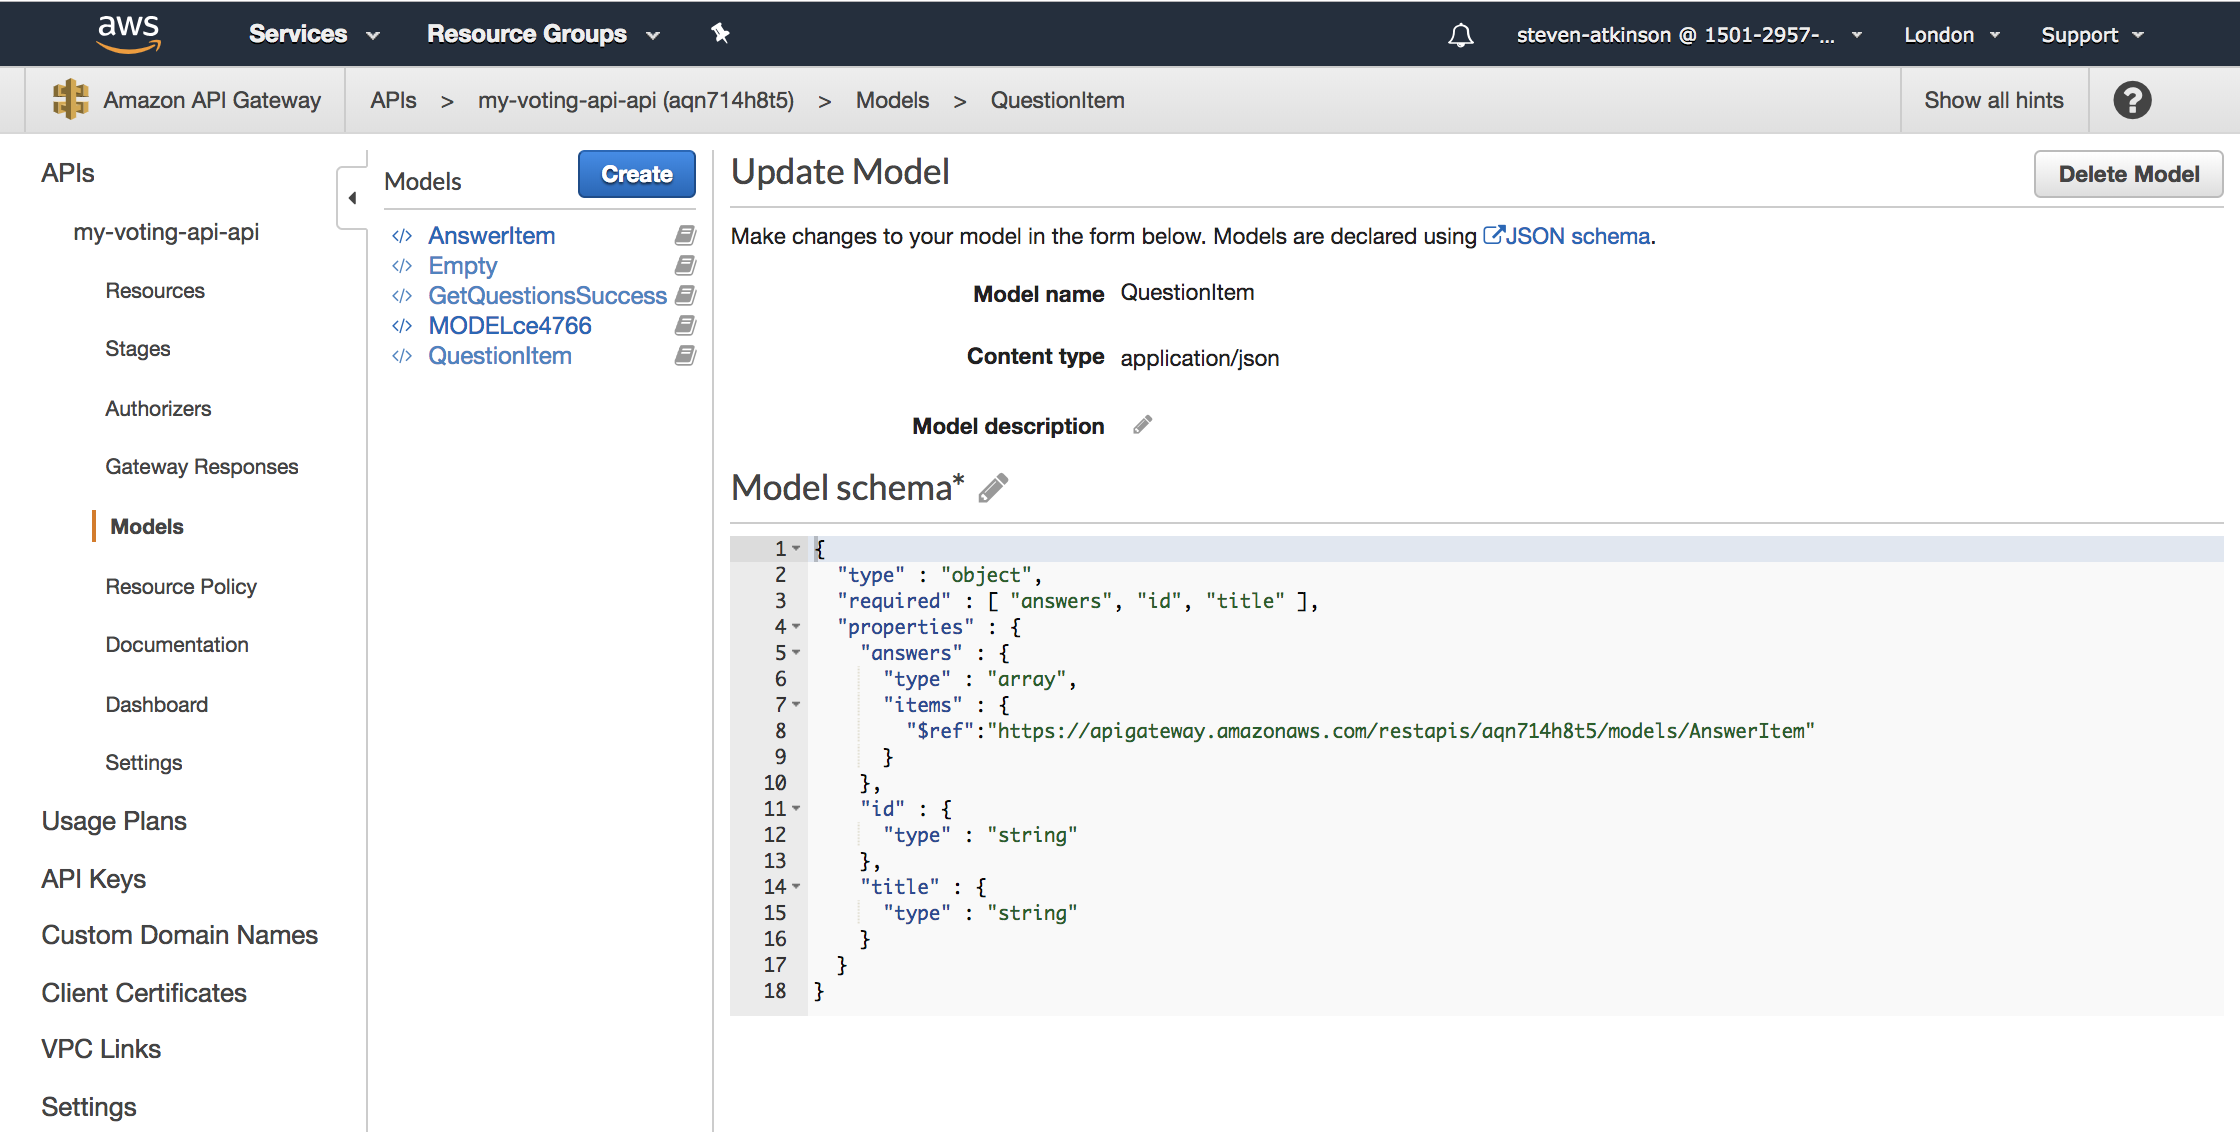 aws Services Resource Groups steven-atkinson @ 1501-2957-... London Support
Amazon API Gateway APIs > my-voting-api-api (aqn714h8t5) > Models > QuestionItem Show all hints ?
APIs
my-voting-api-api
Resources
Stages
Authorizers
Gateway Responses
Models
Resource Policy
Documentation
Dashboard
Settings
Usage Plans
API Keys
Custom Domain Names
Client Certificates
VPC Links
Settings
Models Create
</> AnswerItem
</> Empty
</> GetQuestionsSuccess
</> MODELce4766
</> QuestionItem
Update Model Delete Model
Make changes to your model in the form below. Models are declared using JSON schema.
Model name QuestionItem
Content type application/json
Model description
Model schema*
1 {
2 "type" : "object",
3 "required" : [ "answers", "id", "title" ],
4 "properties" : {
5 "answers" : {
6 "type" : "array",
7 "items" : {
8 "$ref":"https://apigateway.amazonaws.com/restapis/aqn714h8t5/models/AnswerItem"
9 }
10 },
11 "id" : {
12 "type" : "string"
13 },
14 "title" : {
15 "type" : "string"
16 }
17 }
18 }